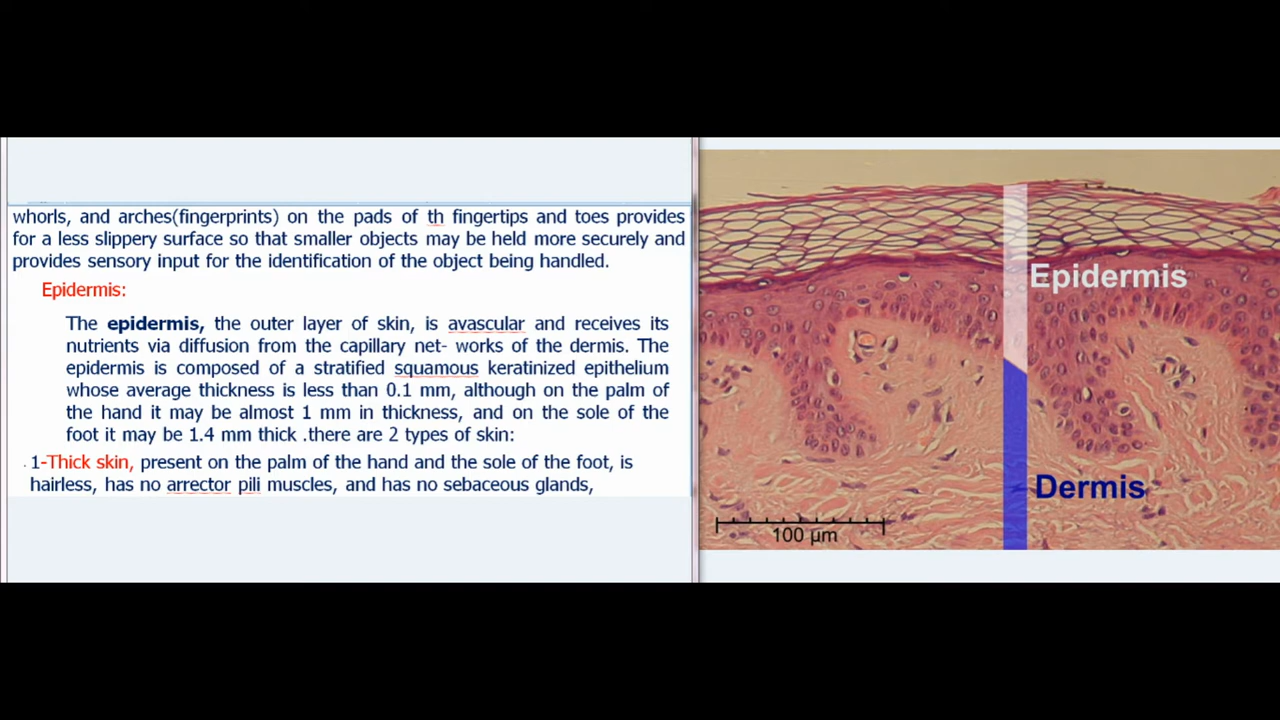 whorls, and arches(fingerprints) on the pads of th fingertips and toes provides
for a less slippery surface so that smaller objects may be held more securely and
provides sensory input for the identification of the object being handled.
Epidermis:
The epidermis, the outer layer of skin, is avascular and receives its
nutrients via diffusion from the capillary net- works of the dermis. The
epidermis is composed of a stratified squamous keratinized epithelium
whose average thickness is less than 0.1 mm, although on the palm of
the hand it may be almost 1 mm in thickness, and on the sole of the
foot it may be 1.4 mm thick .there are 2 types of skin:
1-Thick skin, present on the palm of the hand and the sole of the foot, is
hairless, has no arrector pili muscles, and has no sebaceous glands,
Epidermis
Dermis
100 µm